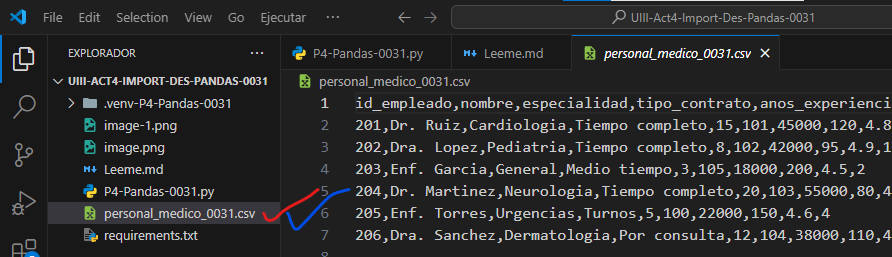 Archivo Editar Selección Ver Go Ejecutar ... UIII-Act4-Import-Des-Pandas-0031
EXPLORADOR
P4-Pandas-0031.py Leeme.md personal_medico_0031.csv
UIII-ACT4-IMPORT-DES-PANDAS-0031
personal_medico_0031.csv
.venv-P4-Pandas-0031
image-1.png
image.png
Leeme.md
P4-Pandas-0031.py
personal_medico_0031.csv
requirements.txt
1 id_empleado,nombre,especialidad,tipo_contrato,anos_experienci
2 201,Dr. Ruiz,Cardiologia,Tiempo completo,15,101,45000,120,4.8
3 202,Dra. Lopez,Pediatria,Tiempo completo,8,102,42000,95,4.9,1
4 203,Enf. Garcia,General,Medio tiempo,3,105,18000,200,4.5,2
5 204,Dr. Martinez,Neurologia,Tiempo completo,20,103,55000,80,4
6 205,Enf. Torres,Urgencias,Turnos,5,100,22000,150,4.6,4
7 206,Dra. Sanchez,Dermatologia,Por consulta,12,104,38000,110,4
8